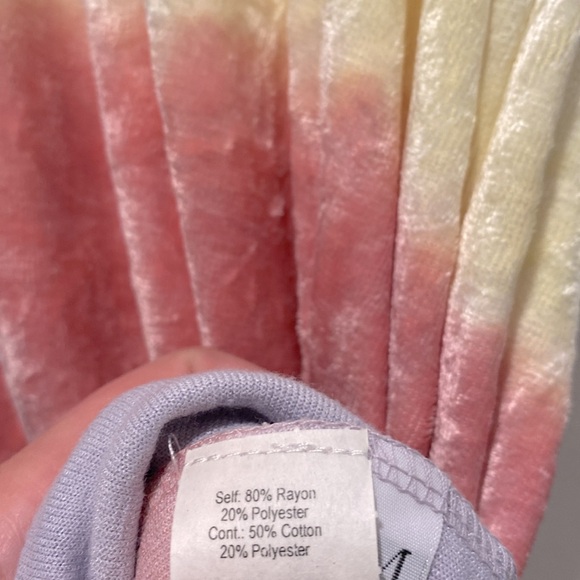 Self: 80% Rayon
20% Polyester
Cont.: 50% Cotton
20% Polyester